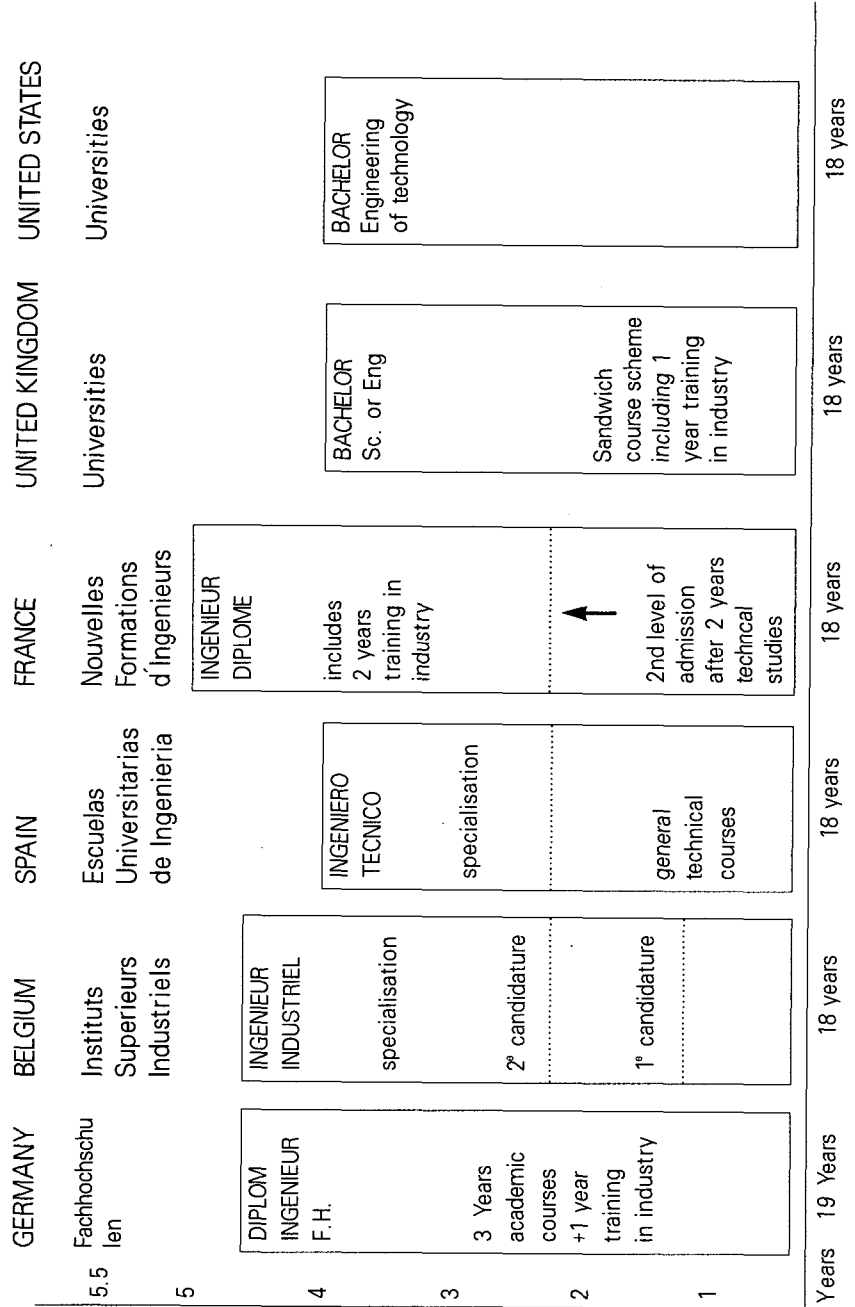 GERMANY
Fachhochschu
len
DIPLOM
INGENIEUR
F.H.
3 Years
academic
courses
+1 year
training
in industry
19 Years
BELGIUM
Instituts
Superieurs
Industriels
INGENIEUR
INDUSTRIEL
specialisation
2ᵉ candidature
1ᵉ candidature
18 years
SPAIN
Escuelas
Universitarias
de Ingenieria
INGENIERO
TECNICO
specialisation
general
technical
courses
18 years
FRANCE
Nouvelles
Formations
d´Ingenieurs
INGENIEUR
DIPLOME
includes
2 years
training in
industry
2nd level of
admission
after 2 years
techncal
studies
18 years
UNITED KINGDOM
Universities
BACHELOR
Sc. or Eng
Sandwich
course scheme
including 1
year training
in industry
18 years
UNITED STATES
Universities
BACHELOR
Engineering
of technology
18 years
5.5
5
4
3
2
1
Years